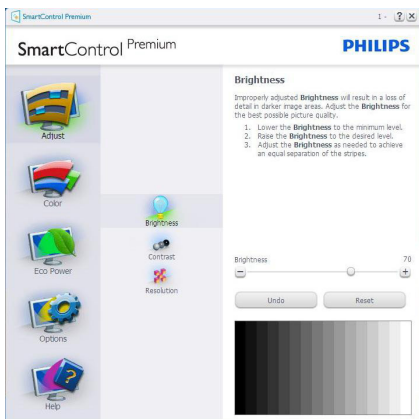 SmartControl Premium
1 -
?
X
SmartControl Premium
PHILIPS
Adjust
Color
Eco Power
Options
Help
Brightness
Contrast
Resolution
Brightness
Improperly adjusted Brightness will result in a loss of
detail in darker image areas. Adjust the Brightness for
the best possible picture quality.
1. Lower the Brightness to the minimum level.
2. Raise the Brightness to the desired level.
3. Adjust the Brightness as needed to achieve
an equal separation of the stripes.
Brightness 70
Undo
Reset